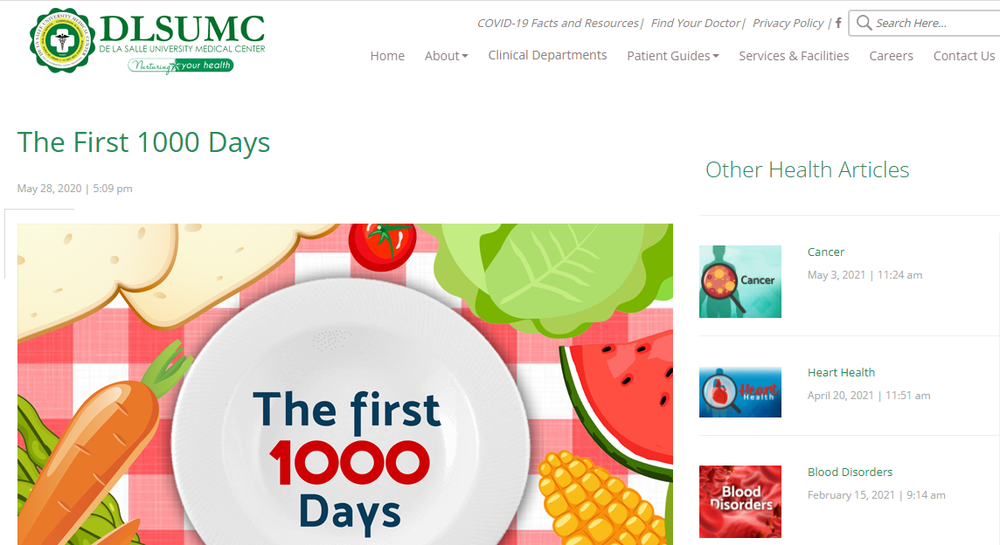 DLSUMC
DE LA SALLE UNIVERSITY MEDICAL CENTER
Nurturing your health
COVID-19 Facts and Resources| Find Your Doctor| Privacy Policy | f
Search Here...
Home About Clinical Departments Patient Guides Services & Facilities Careers Contact Us
The First 1000 Days
May 28, 2020 | 5:09 pm
The first
1000
Days
Other Health Articles
Cancer
Cancer
May 3, 2021 | 11:24 am
Heart
Health
Heart Health
April 20, 2021 | 11:51 am
Blood
Disorders
Blood Disorders
February 15, 2021 | 9:14 am